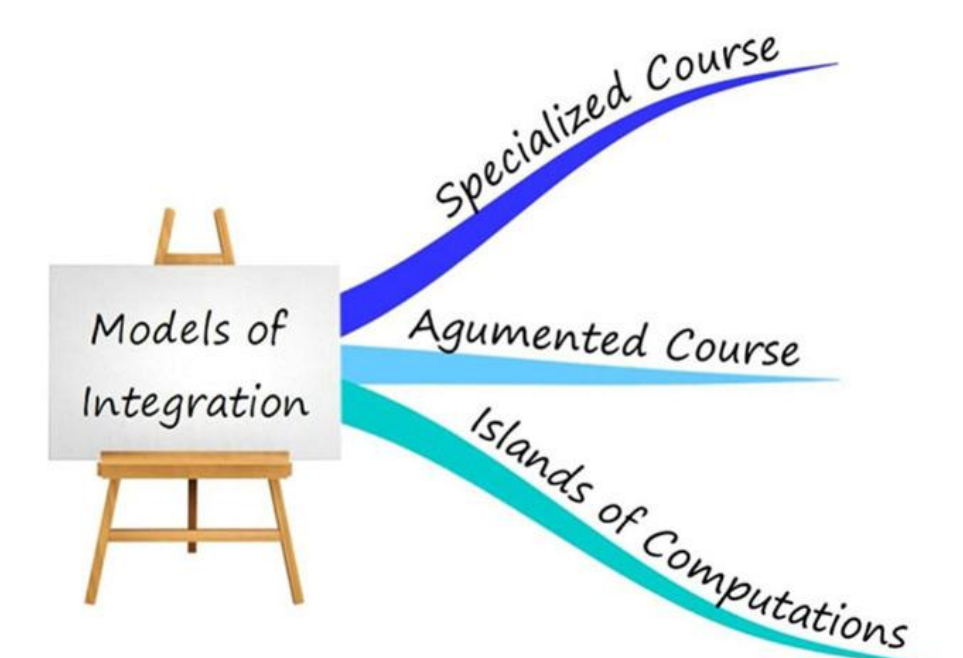 Models of
Integration
Specialized Course
Agumented Course
Islands of Computations